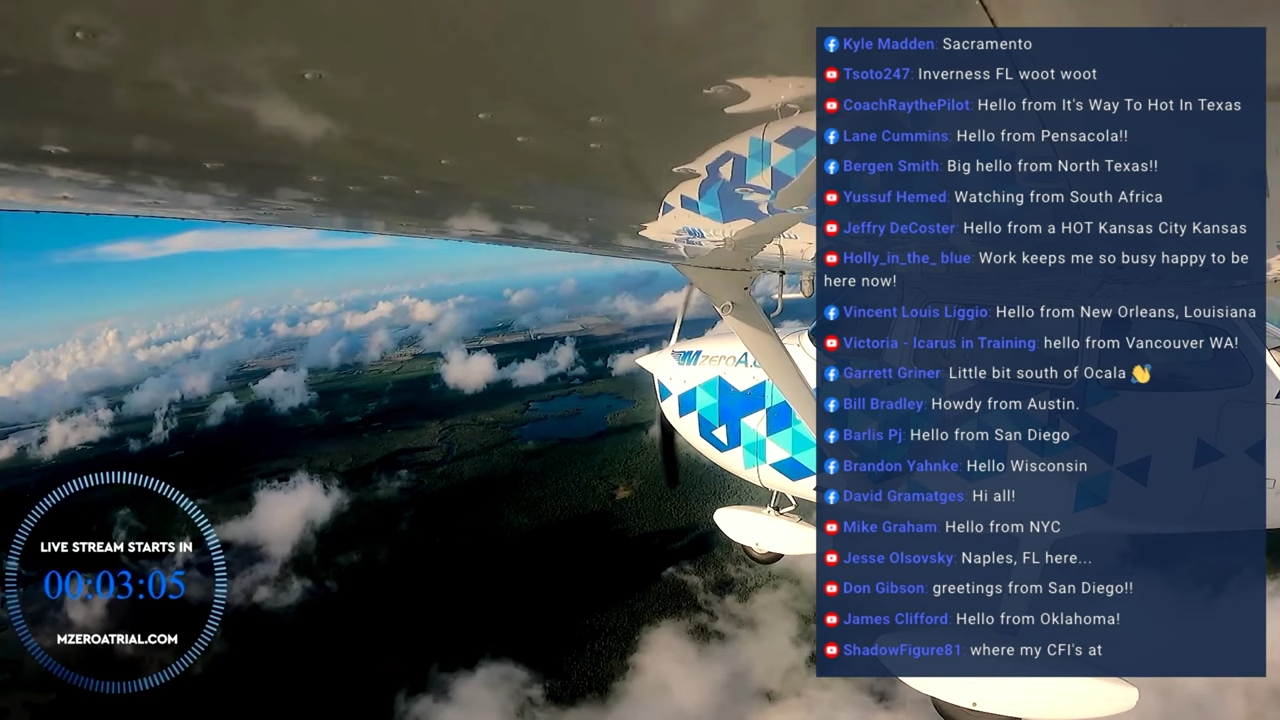 Kyle Madden: Sacramento
Tsoto247: Inverness FL woot woot
CoachRaythePilot: Hello from It's Way To Hot In Texas
Lane Cummins: Hello from Pensacola!!
Bergen Smith: Big hello from North Texas!!
Yussuf Hemed: Watching from South Africa
Jeffry DeCoster: Hello from a HOT Kansas City Kansas
Holly_in_the_ blue: Work keeps me so busy happy to be
here now!
Vincent Louis Liggio: Hello from New Orleans, Louisiana
Victoria - Icarus in Training: hello from Vancouver WA!
Garrett Griner: Little bit south of Ocala 👋
Bill Bradley: Howdy from Austin.
Barlis Pj: Hello from San Diego
Brandon Yahnke: Hello Wisconsin
David Gramatges: Hi all!
Mike Graham: Hello from NYC
Jesse Olsovsky: Naples, FL here...
Don Gibson: greetings from San Diego!!
James Clifford: Hello from Oklahoma!
ShadowFigure81: where my CFI's at
MzeroA.
LIVE STREAM STARTS IN
00:03:05
MZEROATRIAL.COM